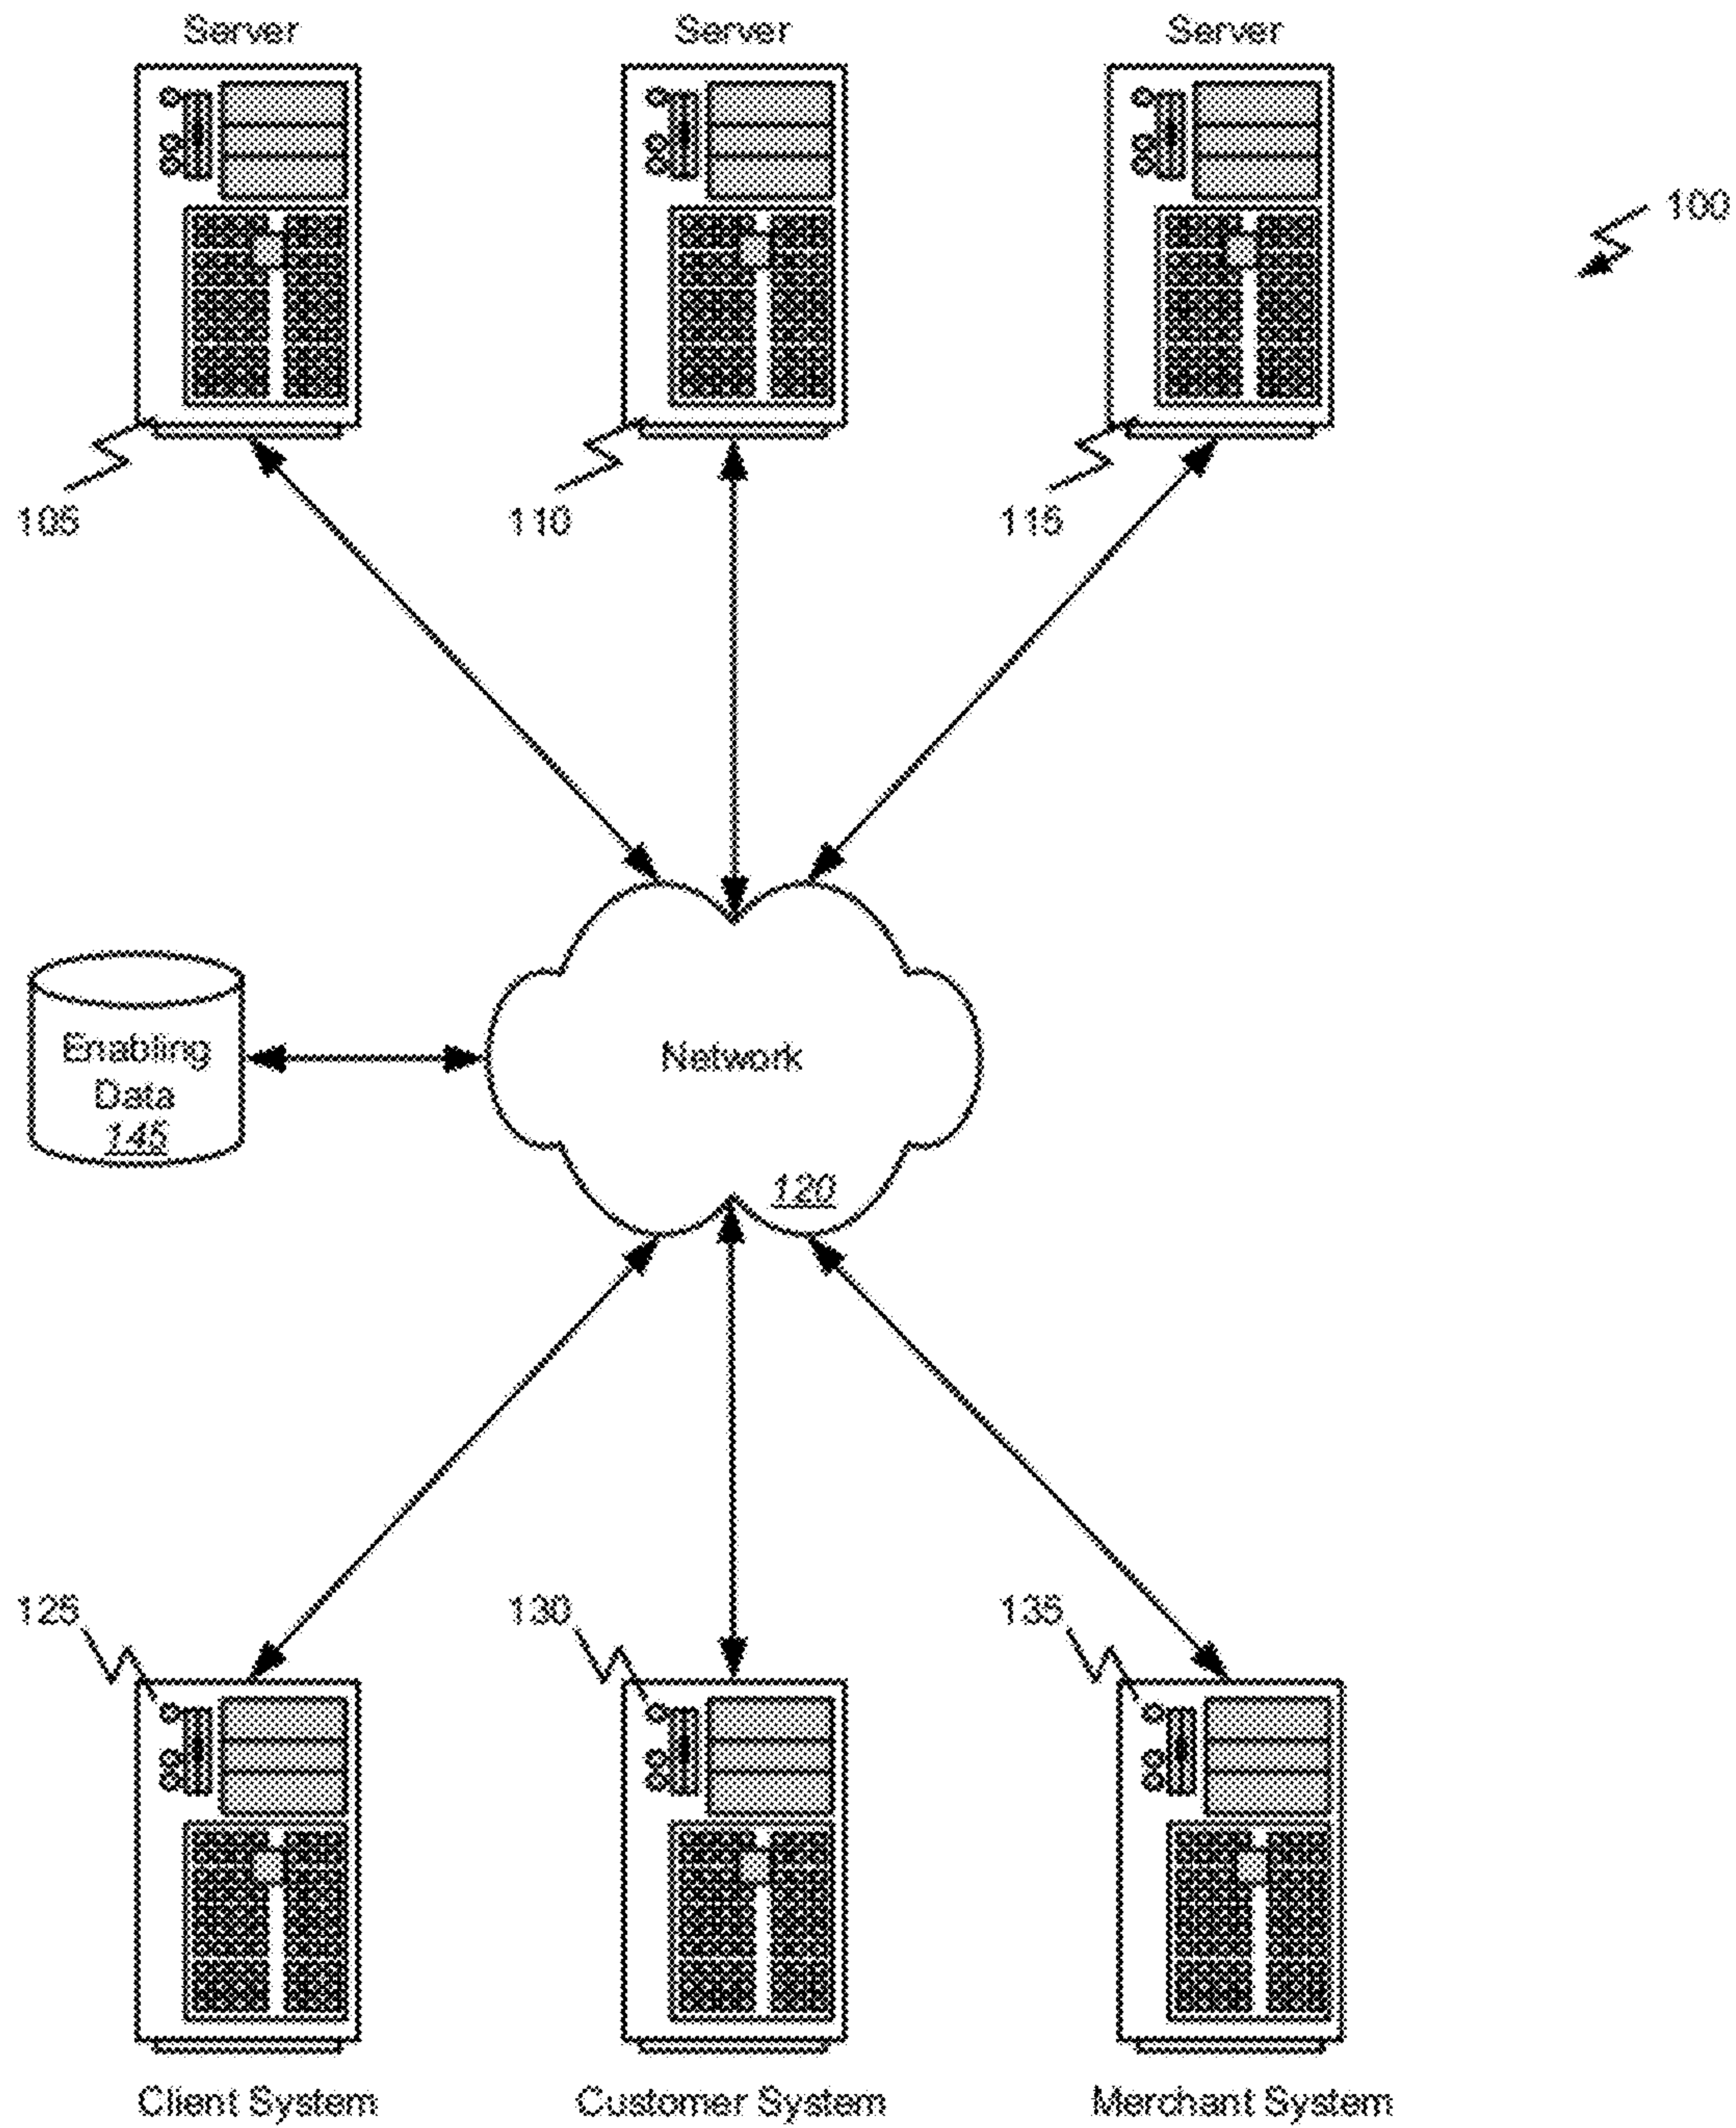 Server Server Server
100
105 110 115
Enabling
Data
145
Network
120
125 130 135
Client System Customer System Merchant System